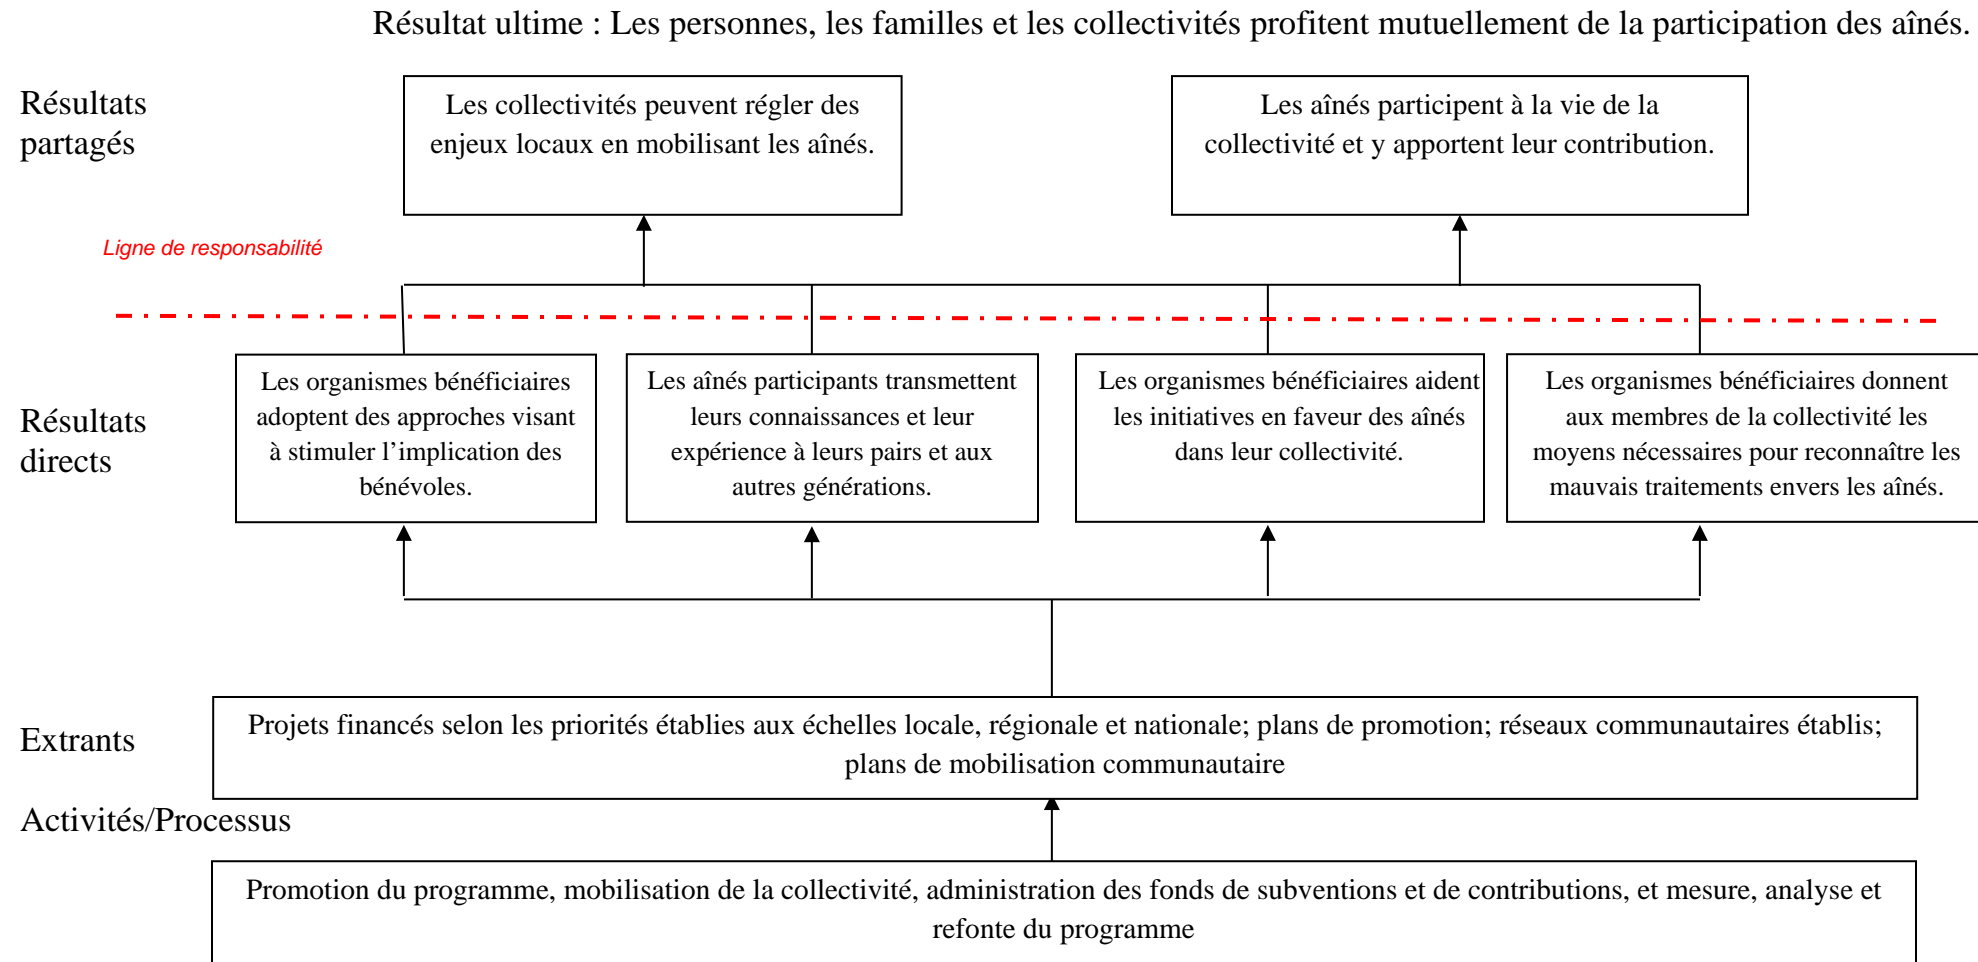 Résultat ultime : Les personnes, les familles et les collectivités profitent mutuellement de la participation des aînés.
Résultats
partagés
Les collectivités peuvent régler des
enjeux locaux en mobilisant les aînés.
Les aînés participent à la vie de la
collectivité et y apportent leur contribution.
Ligne de responsabilité
Résultats
directs
Les organismes bénéficiaires
adoptent des approches visant
à stimuler l’implication des
bénévoles.
Les aînés participants transmettent
leurs connaissances et leur
expérience à leurs pairs et aux
autres générations.
Les organismes bénéficiaires aident
les initiatives en faveur des aînés
dans leur collectivité.
Les organismes bénéficiaires donnent
aux membres de la collectivité les
moyens nécessaires pour reconnaître les
mauvais traitements envers les aînés.
Extrants
Projets financés selon les priorités établies aux échelles locale, régionale et nationale; plans de promotion; réseaux communautaires établis;
plans de mobilisation communautaire
Activités/Processus
Promotion du programme, mobilisation de la collectivité, administration des fonds de subventions et de contributions, et mesure, analyse et
refonte du programme